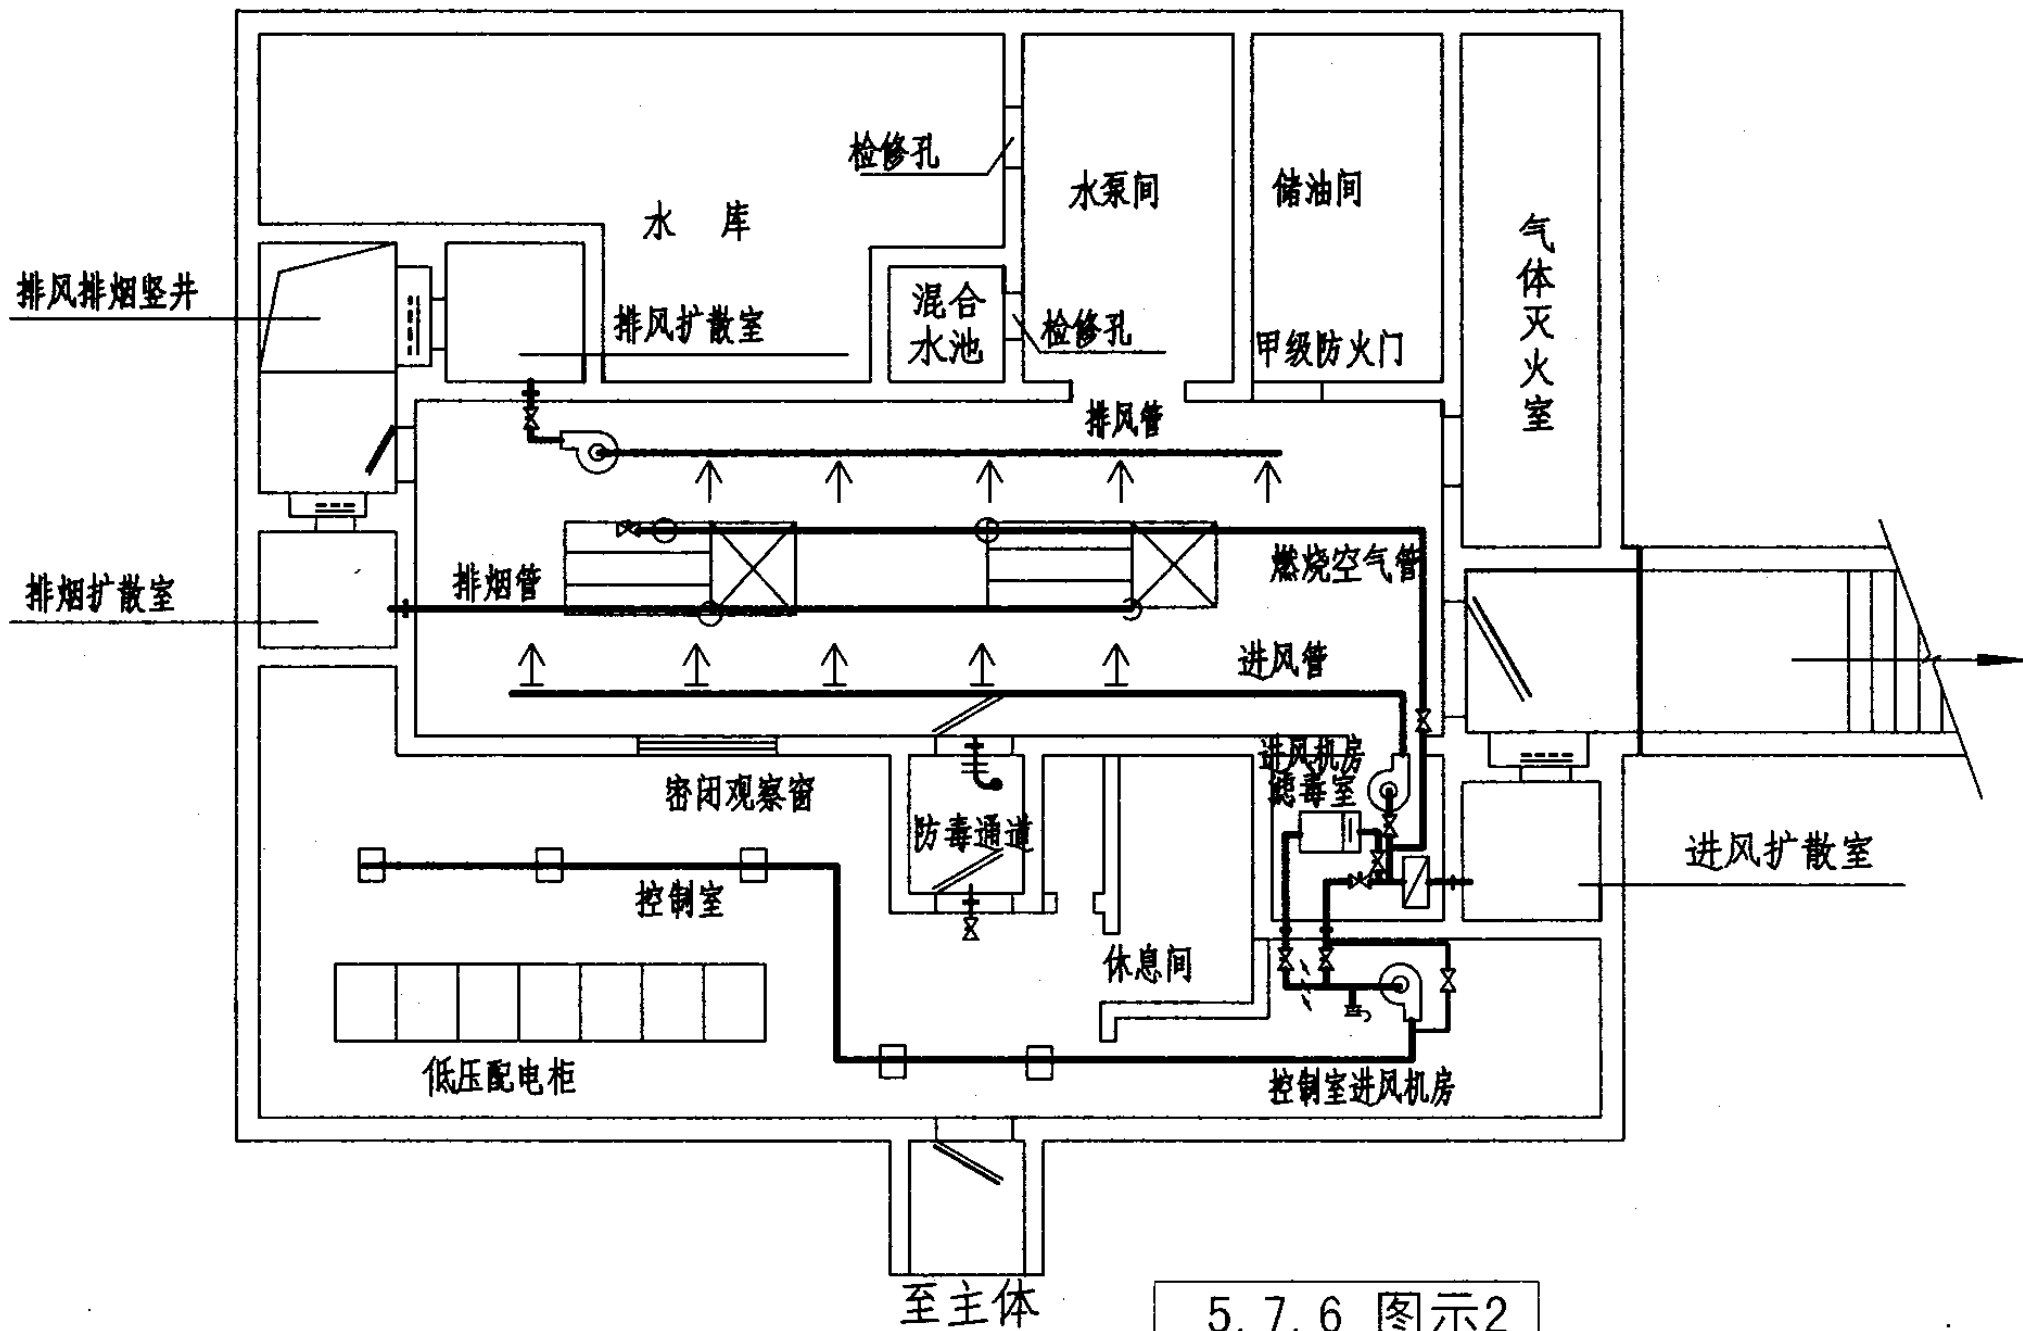 检修孔
水泵间
储油间
气体灭火室
水 库
排风排烟竖井
排风扩散室
混合
水池
检修孔
甲级防火门
排风管
排烟管
燃烧空气管
排烟扩散室
进风管
进风机房
滤毒室
密闭观察窗
防毒通道
进风扩散室
控制室
休息间
低压配电柜
控制室进风机房
至主体
5.7.6 图示2